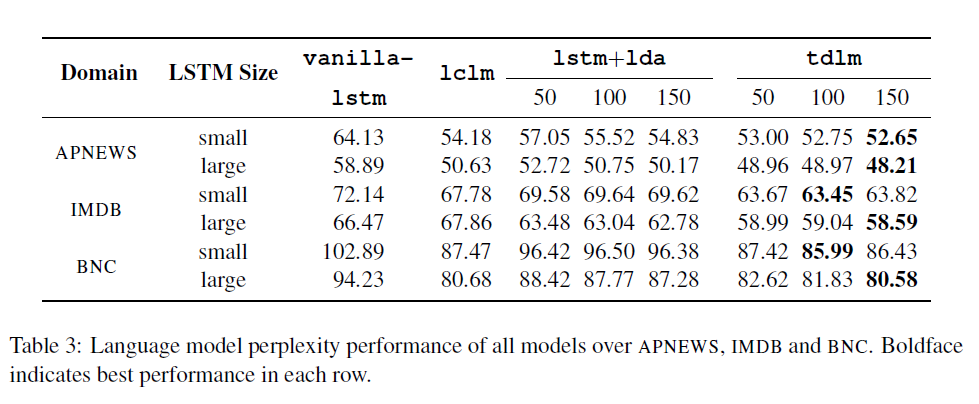 Domain LSTM Size vanilla-lstm lclm lstm+lda tdlm
50 100 150 50 100 150
APNEWS small 64.13 54.18 57.05 55.52 54.83 53.00 52.75 52.65
large 58.89 50.63 52.72 50.75 50.17 48.96 48.97 48.21
IMDB small 72.14 67.78 69.58 69.64 69.62 63.67 63.45 63.82
large 66.47 67.86 63.48 63.04 62.78 58.99 59.04 58.59
BNC small 102.89 87.47 96.42 96.50 96.38 87.42 85.99 86.43
large 94.23 80.68 88.42 87.77 87.28 82.62 81.83 80.58
Table 3: Language model perplexity performance of all models over APNEWS, IMDB and BNC. Boldface
indicates best performance in each row.